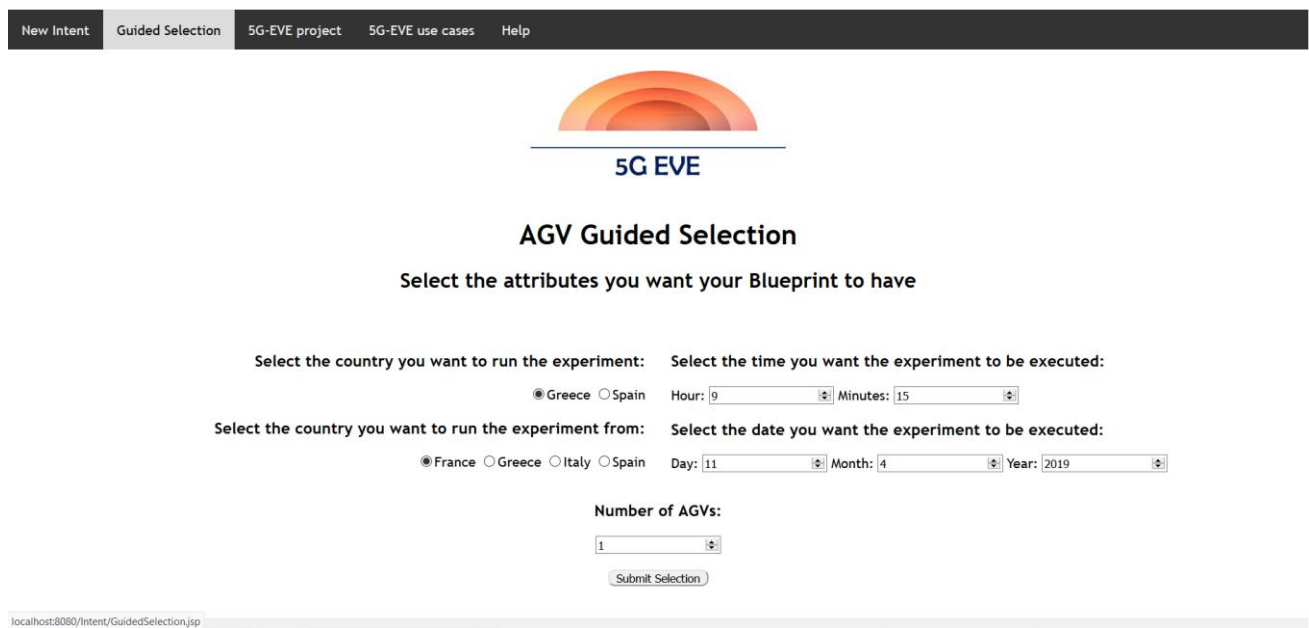 New Intent Guided Selection 5G-EVE project 5G-EVE use cases Help
5G EVE
AGV Guided Selection
Select the attributes you want your Blueprint to have
Select the country you want to run the experiment:
Greece Spain
Select the time you want the experiment to be executed:
Hour: 9 Minutes: 15
Select the country you want to run the experiment from:
France Greece Italy Spain
Select the date you want the experiment to be executed:
Day: 11 Month: 4 Year: 2019
Number of AGVs:
1
Submit Selection
localhost:8080/Intent/GuidedSelection.jsp